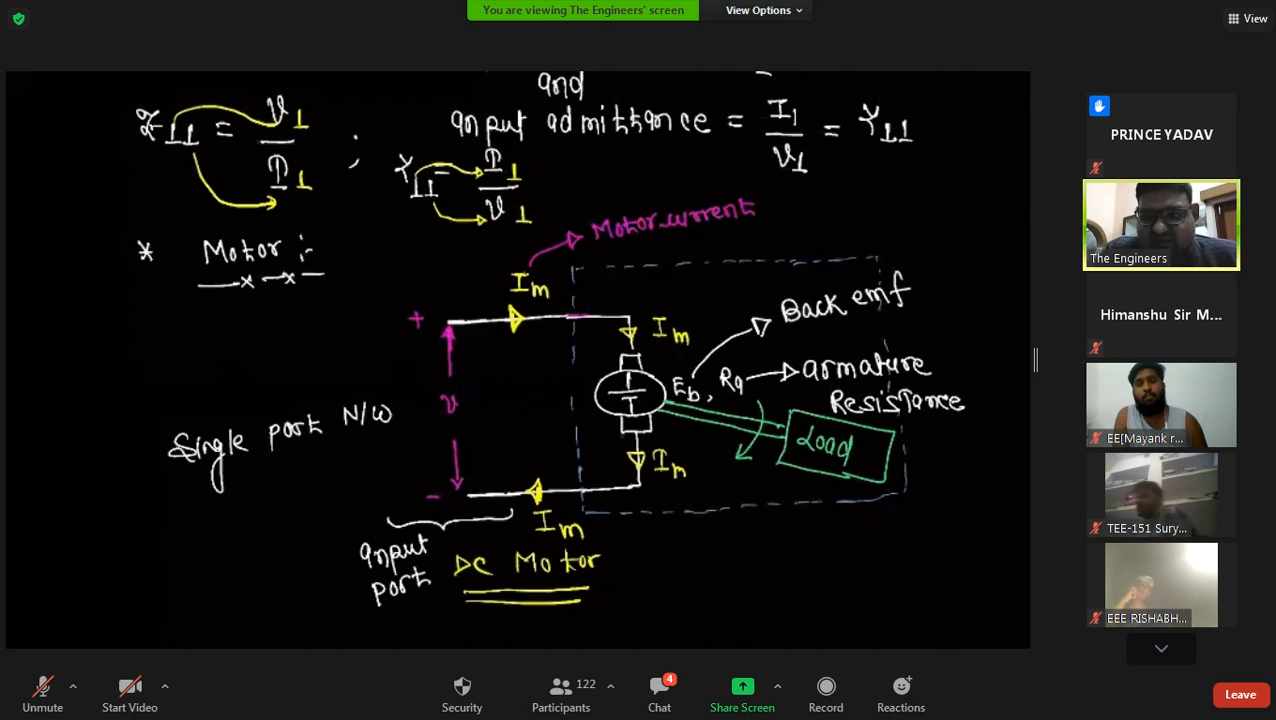 You are viewing The Engineers' screen
View Options
View
and
Z11 = V1 / I1 ;
input admittance = I1 / V1 = Y11
Y11 = I1 / V1
* Motor :-
Motor current
Im
+
Im
Back emf
Eb, Ra
armature
Resistance
v
Load
Single port N/W
Im
-
Im
input
port
DC Motor
PRINCE YADAV
The Engineers
Himanshu Sir M...
EE[Mayank r...
TEE-151 Sury...
EEE RISABH...
Unmute
Start Video
Security
122
Participants
4
Chat
Share Screen
Record
Reactions
Leave